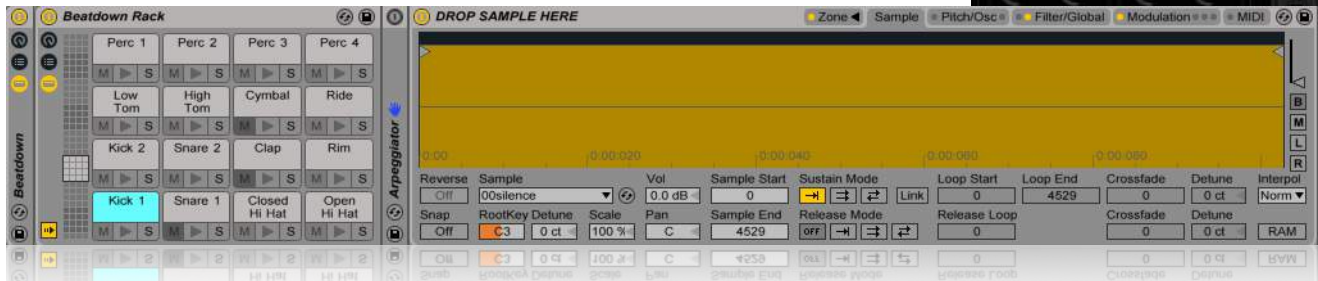 Beatdown Rack
Perc 1 Perc 2 Perc 3 Perc 4
M S M S M S M S
Low Tom High Tom Cymbal Ride
M S M S M S M S
Kick 2 Snare 2 Clap Rim
M S M S M S M S
Kick 1 Snare 1 Closed Hi Hat Open Hi Hat
M S M S M S M S
Beatdown
Arpeggiator
DROP SAMPLE HERE Zone Sample Pitch/Osc Filter/Global Modulation MIDI
B
M
L
R
0:00 0:00:020 0:00:040 0:00:060 0:00:080
Reverse Sample Vol Sample Start Sustain Mode Loop Start Loop End Crossfade Detune Interpol
Off 00silence 0.0 dB 0 Link 0 4529 0 0 ct Norm
Snap RootKey Detune Scale Pan Sample End Release Mode Release Loop Crossfade Detune
Off C3 0 ct 100 % C 4529 OFF 0 0 0 ct RAM